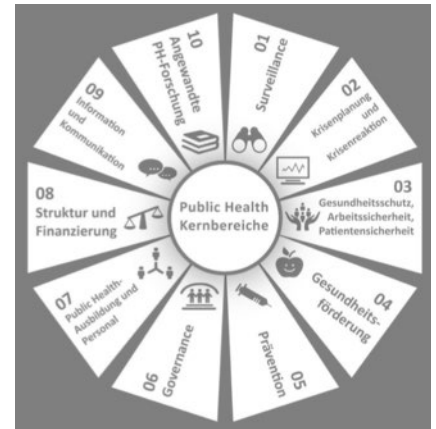 Public Health
Kernbereiche
01
Surveillance
02
Krisenplanung
und
Krisenreaktion
03
Gesundheitsschutz,
Arbeitssicherheit,
Patientensicherheit
04
Gesundheits-
förderung
05
Prävention
06
Governance
07
Public Health-
Ausbildung und
Personal
08
Struktur und
Finanzierung
09
Information
und
Kommunikation
10
Angewandte
PH-Forschung